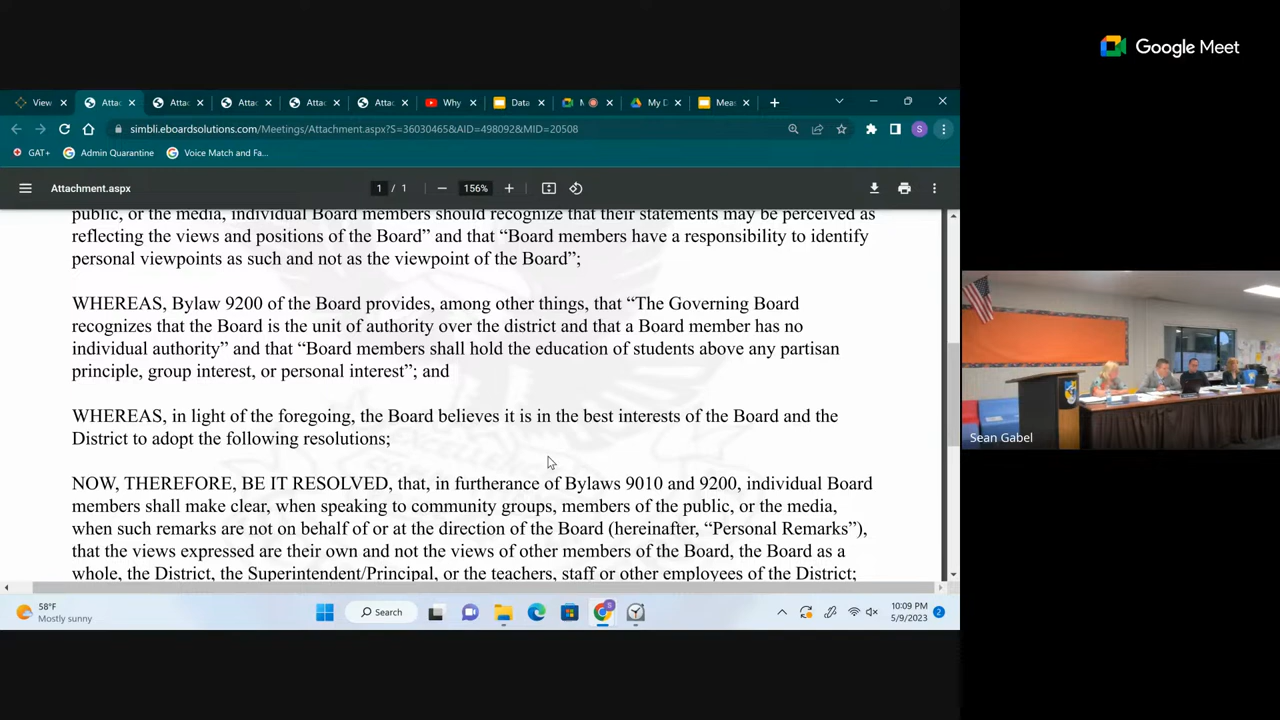 Google Meet
View
Attac
Attac
Attac
Attac
Attac
Why
Data
M
My D
Meas
simbli.eboardsolutions.com/Meetings/Attachment.aspx?S=36030465&AID=498092&MID=20508
S
GAT+
Admin Quarantine
Voice Match and Fa...
Attachment.aspx
1 / 1
156%
public, or the media, individual Board members should recognize that their statements may be perceived as
reflecting the views and positions of the Board” and that “Board members have a responsibility to identify
personal viewpoints as such and not as the viewpoint of the Board”;
WHEREAS, Bylaw 9200 of the Board provides, among other things, that “The Governing Board
recognizes that the Board is the unit of authority over the district and that a Board member has no
individual authority” and that “Board members shall hold the education of students above any partisan
principle, group interest, or personal interest”; and
WHEREAS, in light of the foregoing, the Board believes it is in the best interests of the Board and the
District to adopt the following resolutions;
NOW, THEREFORE, BE IT RESOLVED, that, in furtherance of Bylaws 9010 and 9200, individual Board
members shall make clear, when speaking to community groups, members of the public, or the media,
when such remarks are not on behalf of or at the direction of the Board (hereinafter, “Personal Remarks”),
that the views expressed are their own and not the views of other members of the Board, the Board as a
whole, the District, the Superintendent/Principal, or the teachers, staff or other employees of the District;
Sean Gabel
58°F
Mostly sunny
Search
S
10:09 PM
5/9/2023
2